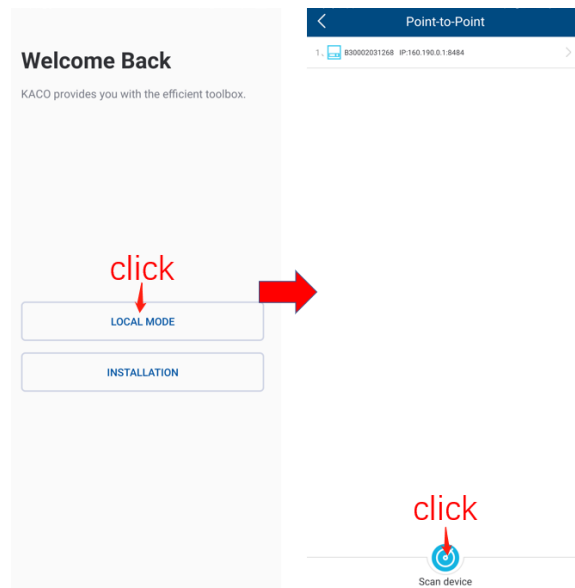 Welcome Back
KACO provides you with the efficient toolbox.
click
LOCAL MODE
INSTALLATION
Point-to-Point
1. B30002031268 IP:160.190.0.1:8484
click
Scan device